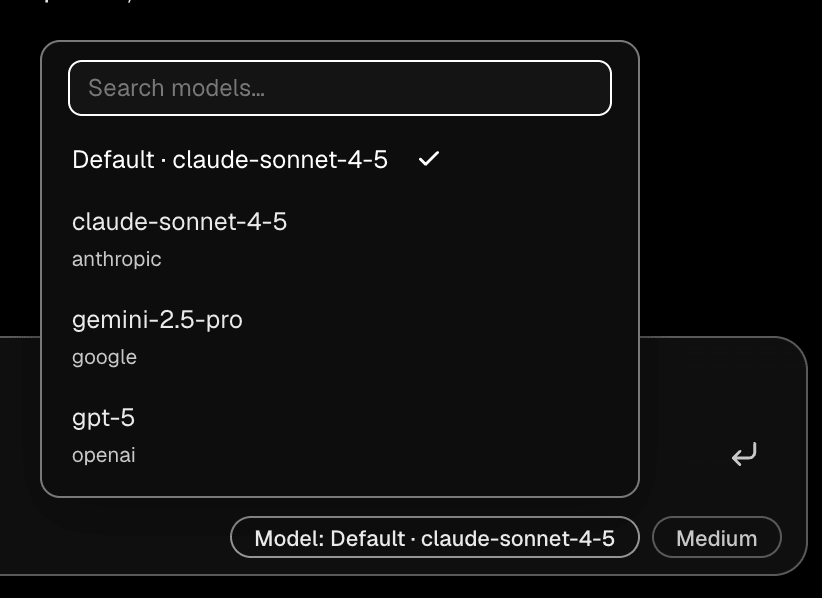 Search models…
Default · claude-sonnet-4-5
claude-sonnet-4-5
anthropic
gemini-2.5-pro
google
gpt-5
openai
Model: Default · claude-sonnet-4-5
Medium